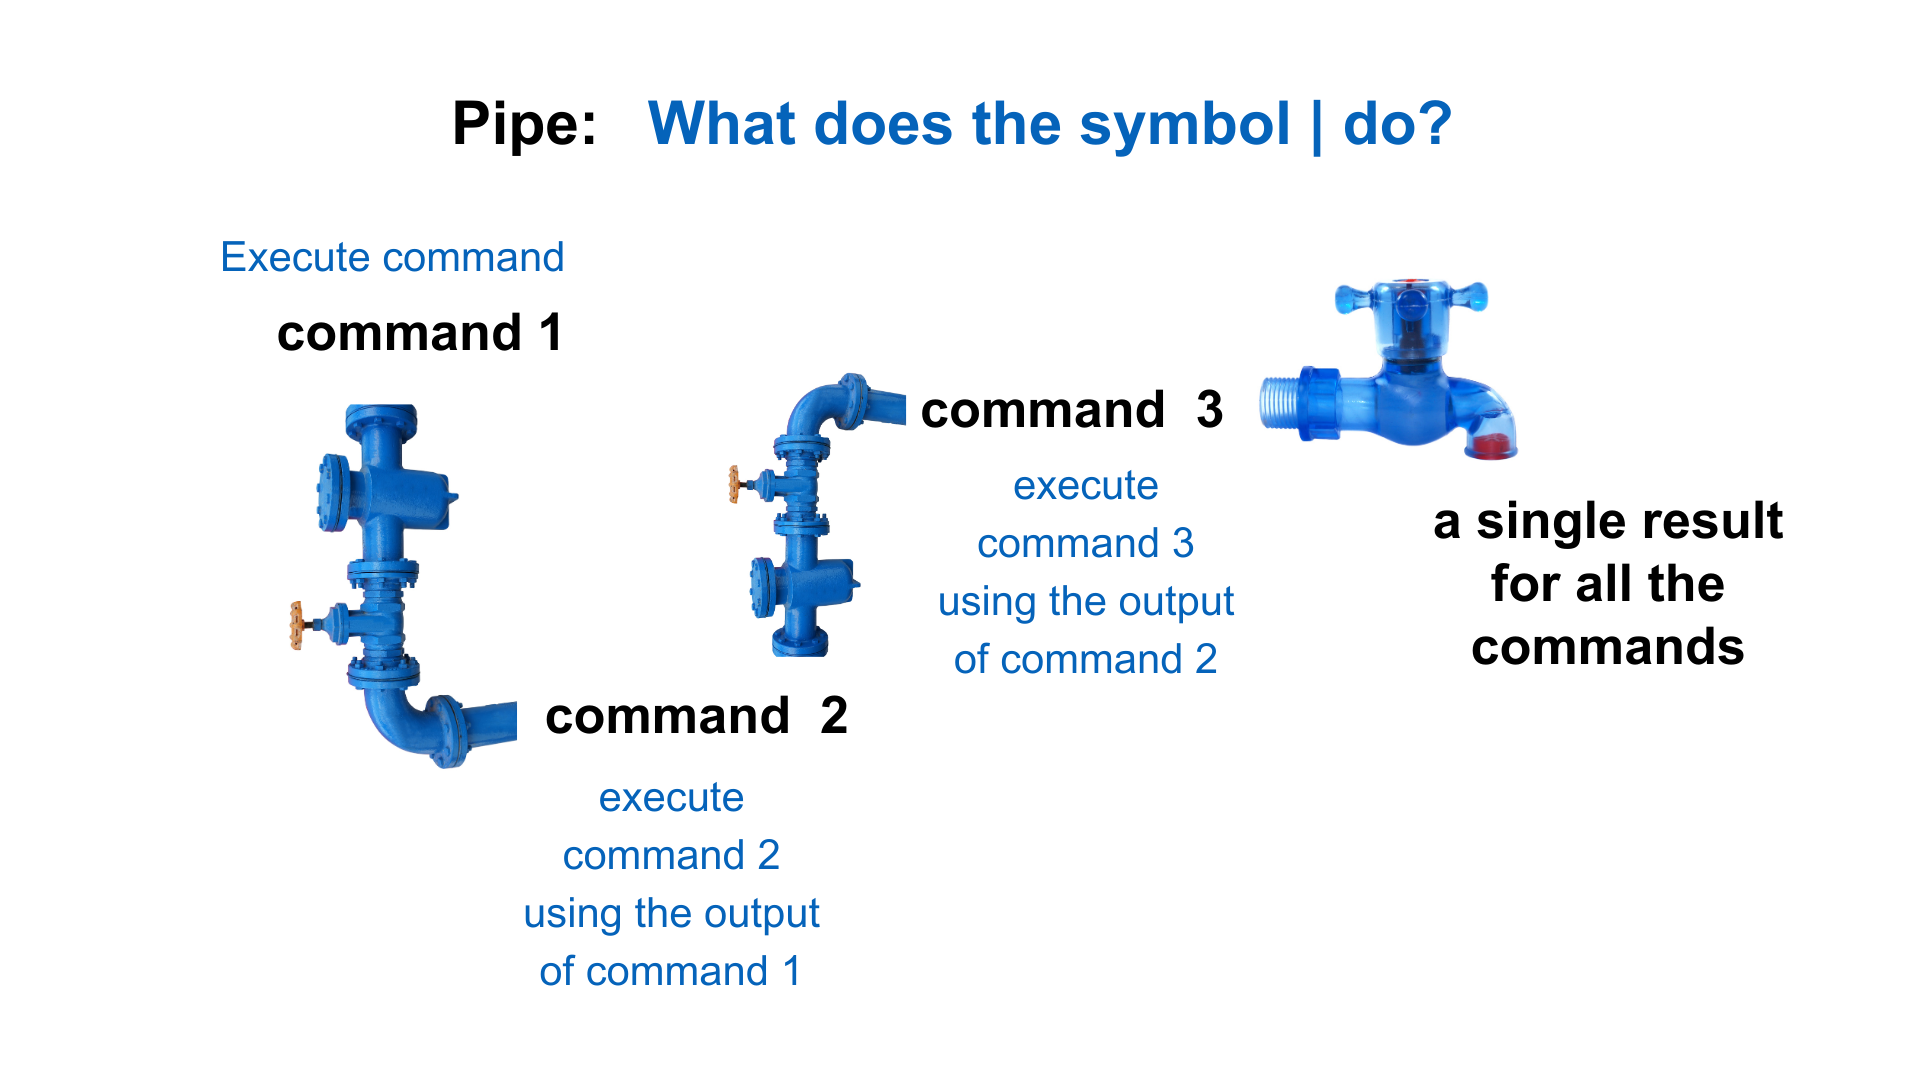 Pipe: What does the symbol | do?
Execute command
command 1
command 2
execute
command 2
using the output
of command 1
command 3
execute
command 3
using the output
of command 2
a single result
for all the
commands